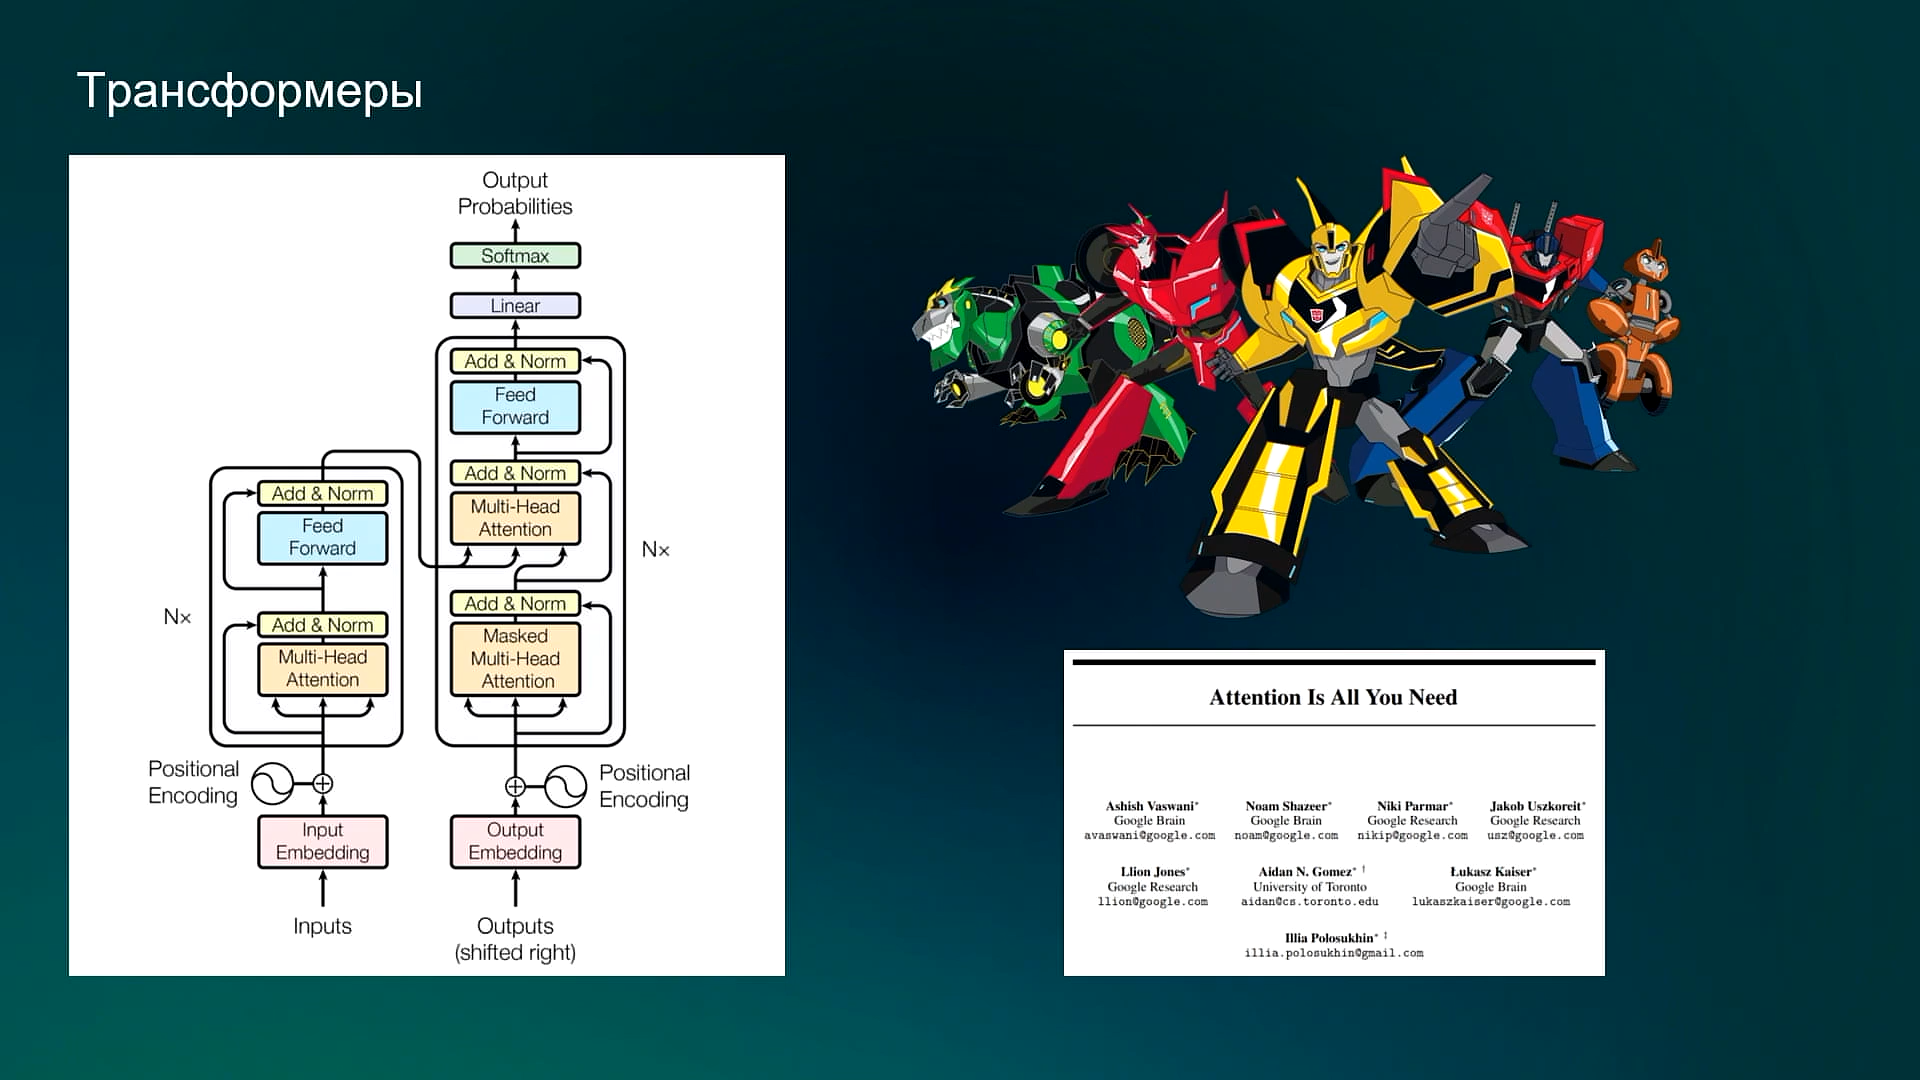 Трансформеры
Output
Probabilities
Softmax
Linear
Add & Norm
Feed
Forward
Add & Norm
Multi-Head
Attention
Add & Norm
Masked
Multi-Head
Attention
Nx
Add & Norm
Feed
Forward
Add & Norm
Multi-Head
Attention
Nx
Positional
Encoding
Positional
Encoding
Input
Embedding
Output
Embedding
Inputs
Outputs
(shifted right)
Attention Is All You Need
Ashish Vaswani* Noam Shazeer* Niki Parmar* Jakob Uszkoreit*
Google Brain Google Brain Google Research Google Research
avaswani@google.com noam@google.com nikip@google.com usz@google.com
Llion Jones* Aidan N. Gomez* † Łukasz Kaiser*
Google Research University of Toronto Google Brain
llion@google.com aidan@cs.toronto.edu lukaszkaiser@google.com
Illia Polosukhin* ‡
illia.polosukhin@gmail.com